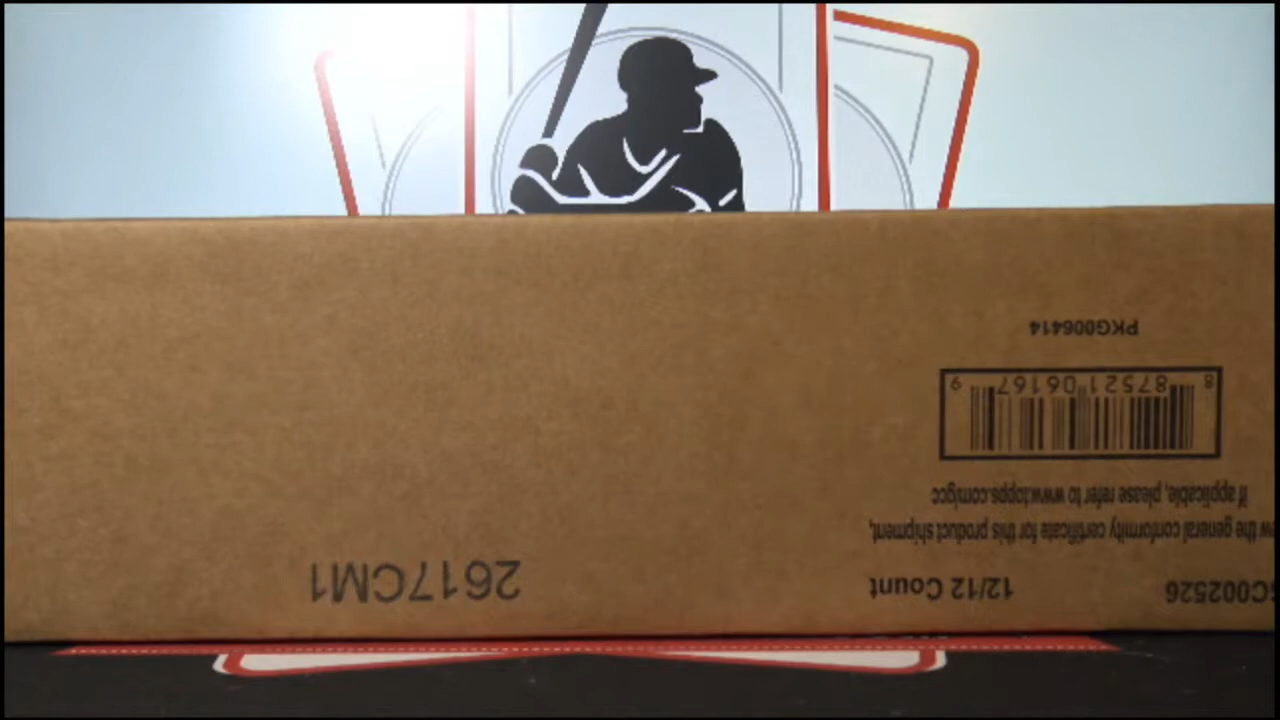 C002526 12/12 Count
2617CM1
the general conformity certificate for this product shipment,
If applicable, please refer to www.topps.com/gcc
8 87521 06167 9
PKG006414